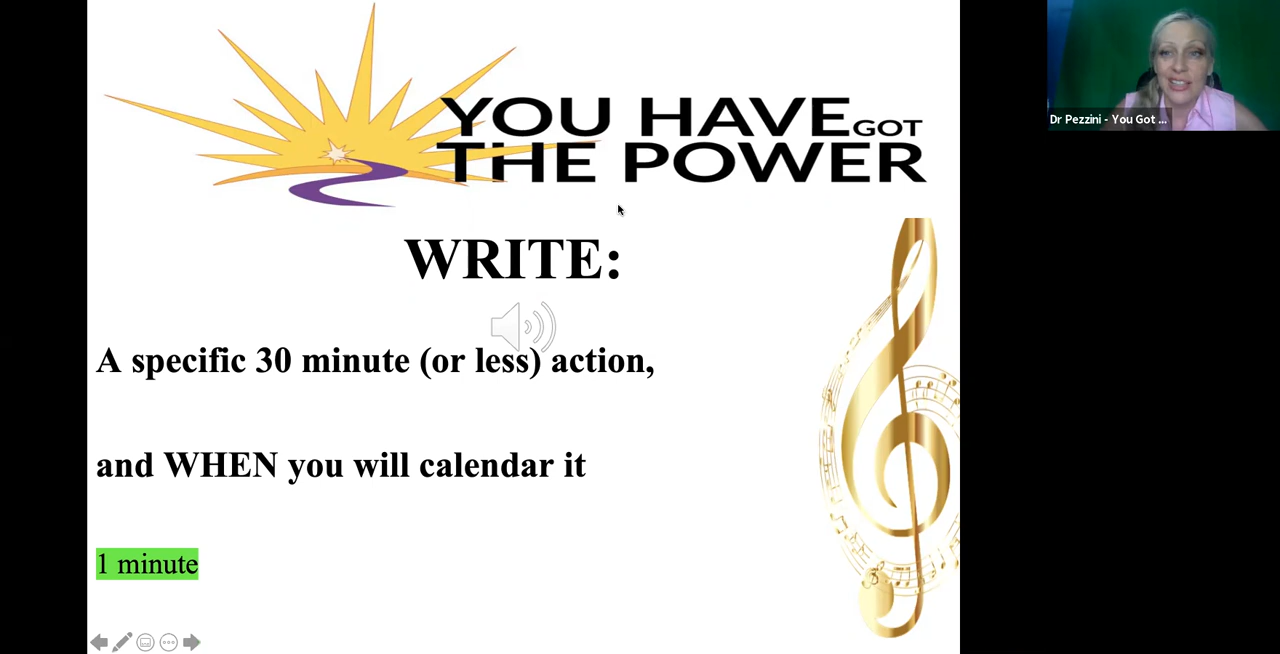 YOU HAVE GOT
THE POWER
Dr Pezzini - You Got ...
WRITE:
A specific 30 minute (or less) action,
and WHEN you will calendar it
1 minute